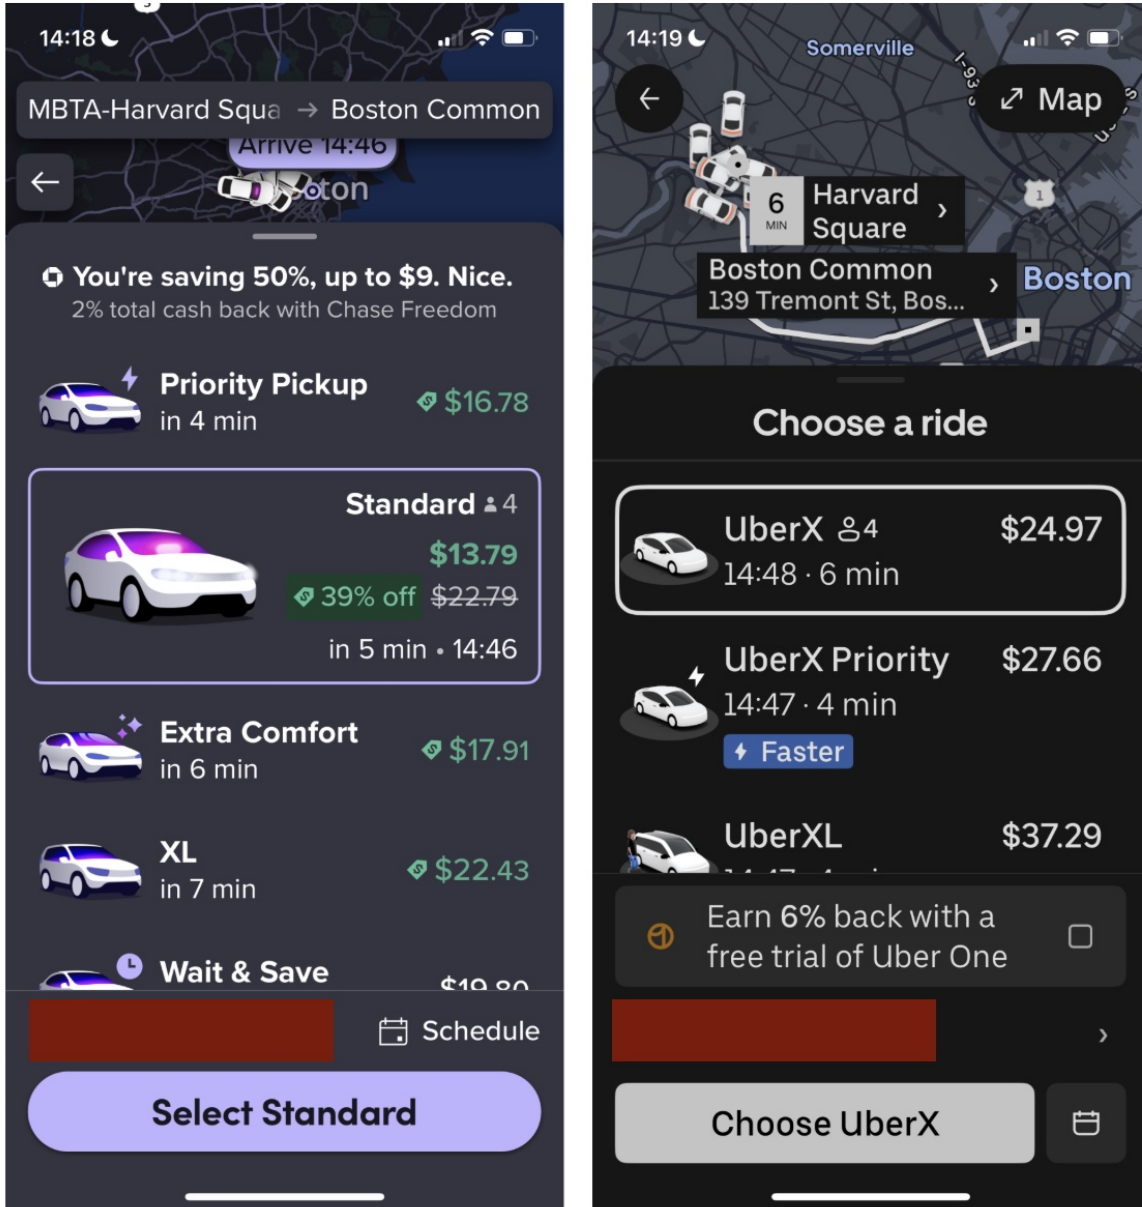 14:18
MBTA-Harvard Squa → Boston Common
Arrive 14:46
ston
You're saving 50%, up to $9. Nice.
2% total cash back with Chase Freedom
Priority Pickup
in 4 min
$16.78
Standard 4
$13.79
39% off $22.79
in 5 min • 14:46
Extra Comfort
in 6 min
$17.91
XL
in 7 min
$22.43
Wait & Save
$19.80
Schedule
Select Standard
14:19
Somerville
I-93 S
Map
1
6
MIN
Harvard
Square
Boston Common
139 Tremont St, Bos...
Boston
Choose a ride
UberX 4
$24.97
14:48 · 6 min
UberX Priority
$27.66
14:47 · 4 min
Faster
UberXL
$37.29
Earn 6% back with a
free trial of Uber One
Choose UberX